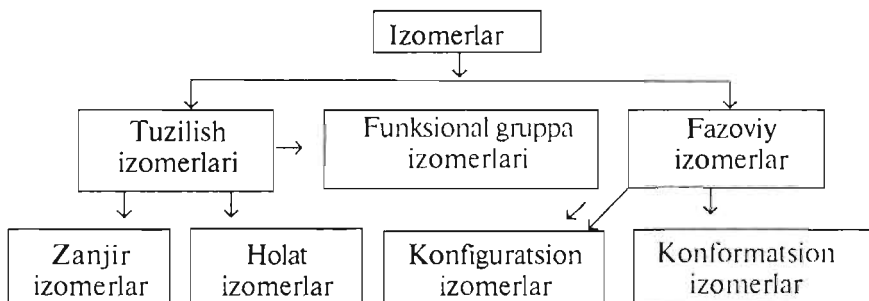 Izomerlar
Tuzilish
izomerlari
Funksional gruppa
izomerlari
Fazoviy
izomerlar
Zanjir
izomerlar
Holat
izomerlar
Konfiguratsion
izomerlar
Konformatsion
izomerlar